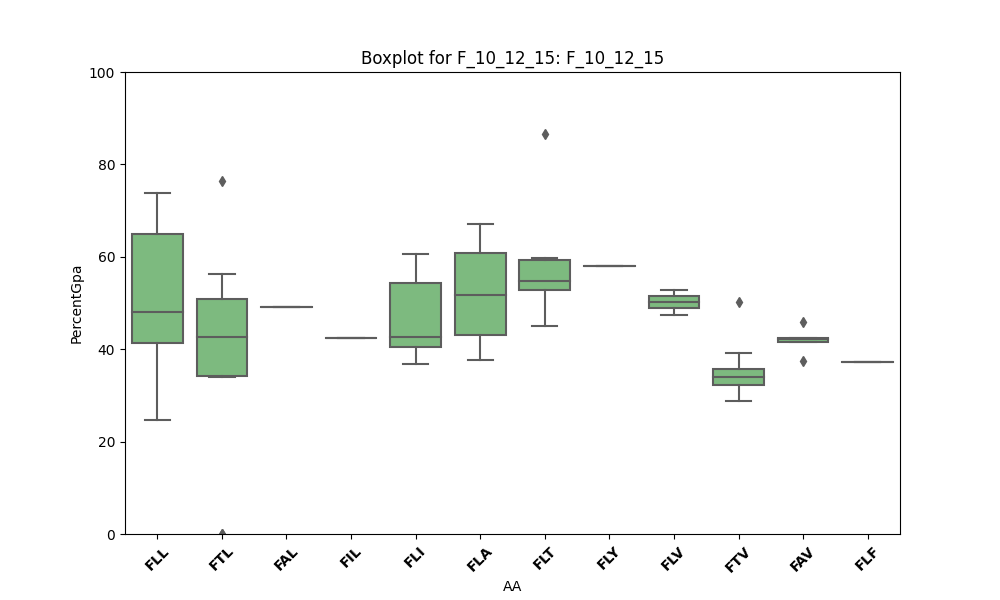 Boxplot for F_10_12_15: F_10_12_15
PercentGpa
100
80
60
40
20
0
FLL FTL FAL FIL FLI FLA FLT FLY FLV FTV FAV FLF
AA